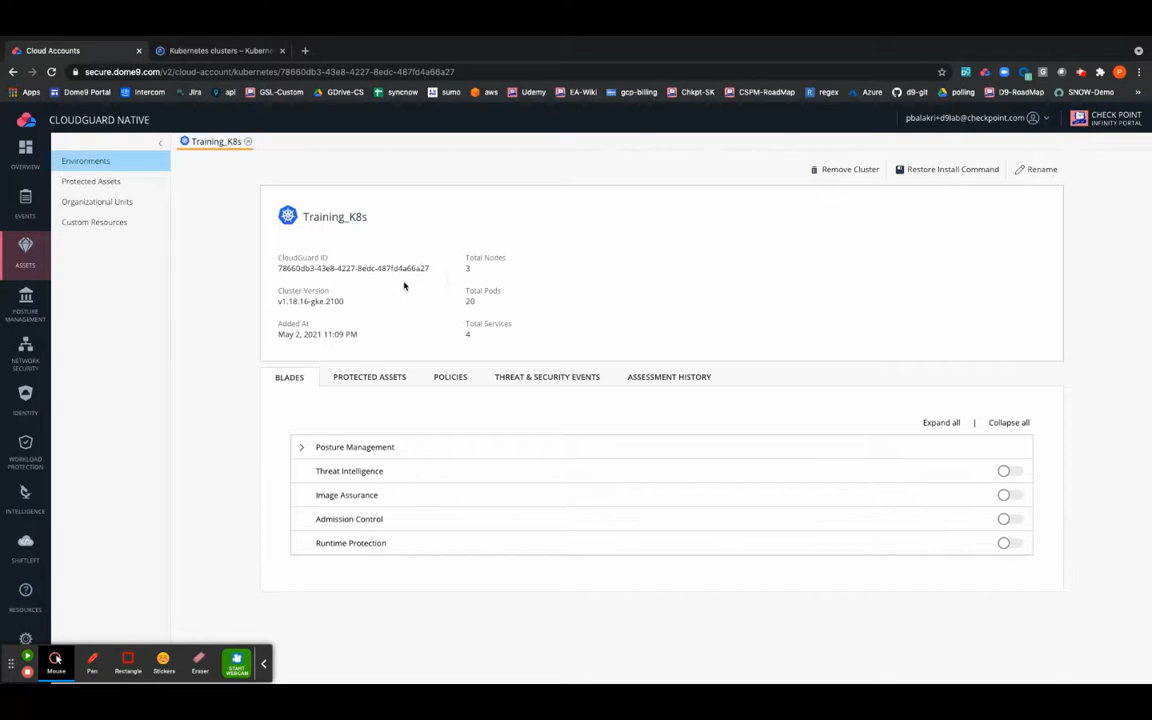 Cloud Accounts
Kubernetes clusters – Kuberne
secure.dome9.com/v2/cloud-account/kubernetes/78660db3-43e8-4227-8edc-487fd4a66a27
Apps Dome9 Portal Intercom Jira api GSL-Custom GDrive-CS syncnow sumo aws Udemy EA-Wiki gcp-billing Chkpt-SK CSPM-RoadMap regex Azure d9-git polling D9-RoadMap SNOW-Demo
CLOUDGUARD NATIVE
pbalakri+d9lab@checkpoint.com
CHECK POINT
INFINITY PORTAL
OVERVIEW
EVENTS
ASSETS
POSTURE
MANAGEMENT
NETWORK
SECURITY
IDENTITY
WORKLOAD
PROTECTION
INTELLIGENCE
SHIFTLEFT
RESOURCES
Environments
Protected Assets
Organizational Units
Custom Resources
Training_K8s
Remove Cluster Restore Install Command Rename
Training_K8s
CloudGuard ID
78660db3-43e8-4227-8edc-487fd4a66a27
Total Nodes
3
Cluster Version
v1.18.16-gke.2100
Total Pods
20
Added At
May 2, 2021 11:09 PM
Total Services
4
BLADES PROTECTED ASSETS POLICIES THREAT & SECURITY EVENTS ASSESSMENT HISTORY
Expand all | Collapse all
Posture Management
Threat Intelligence
Image Assurance
Admission Control
Runtime Protection
Mouse Pen Rectangle Stickers Eraser
START
WEBCAM